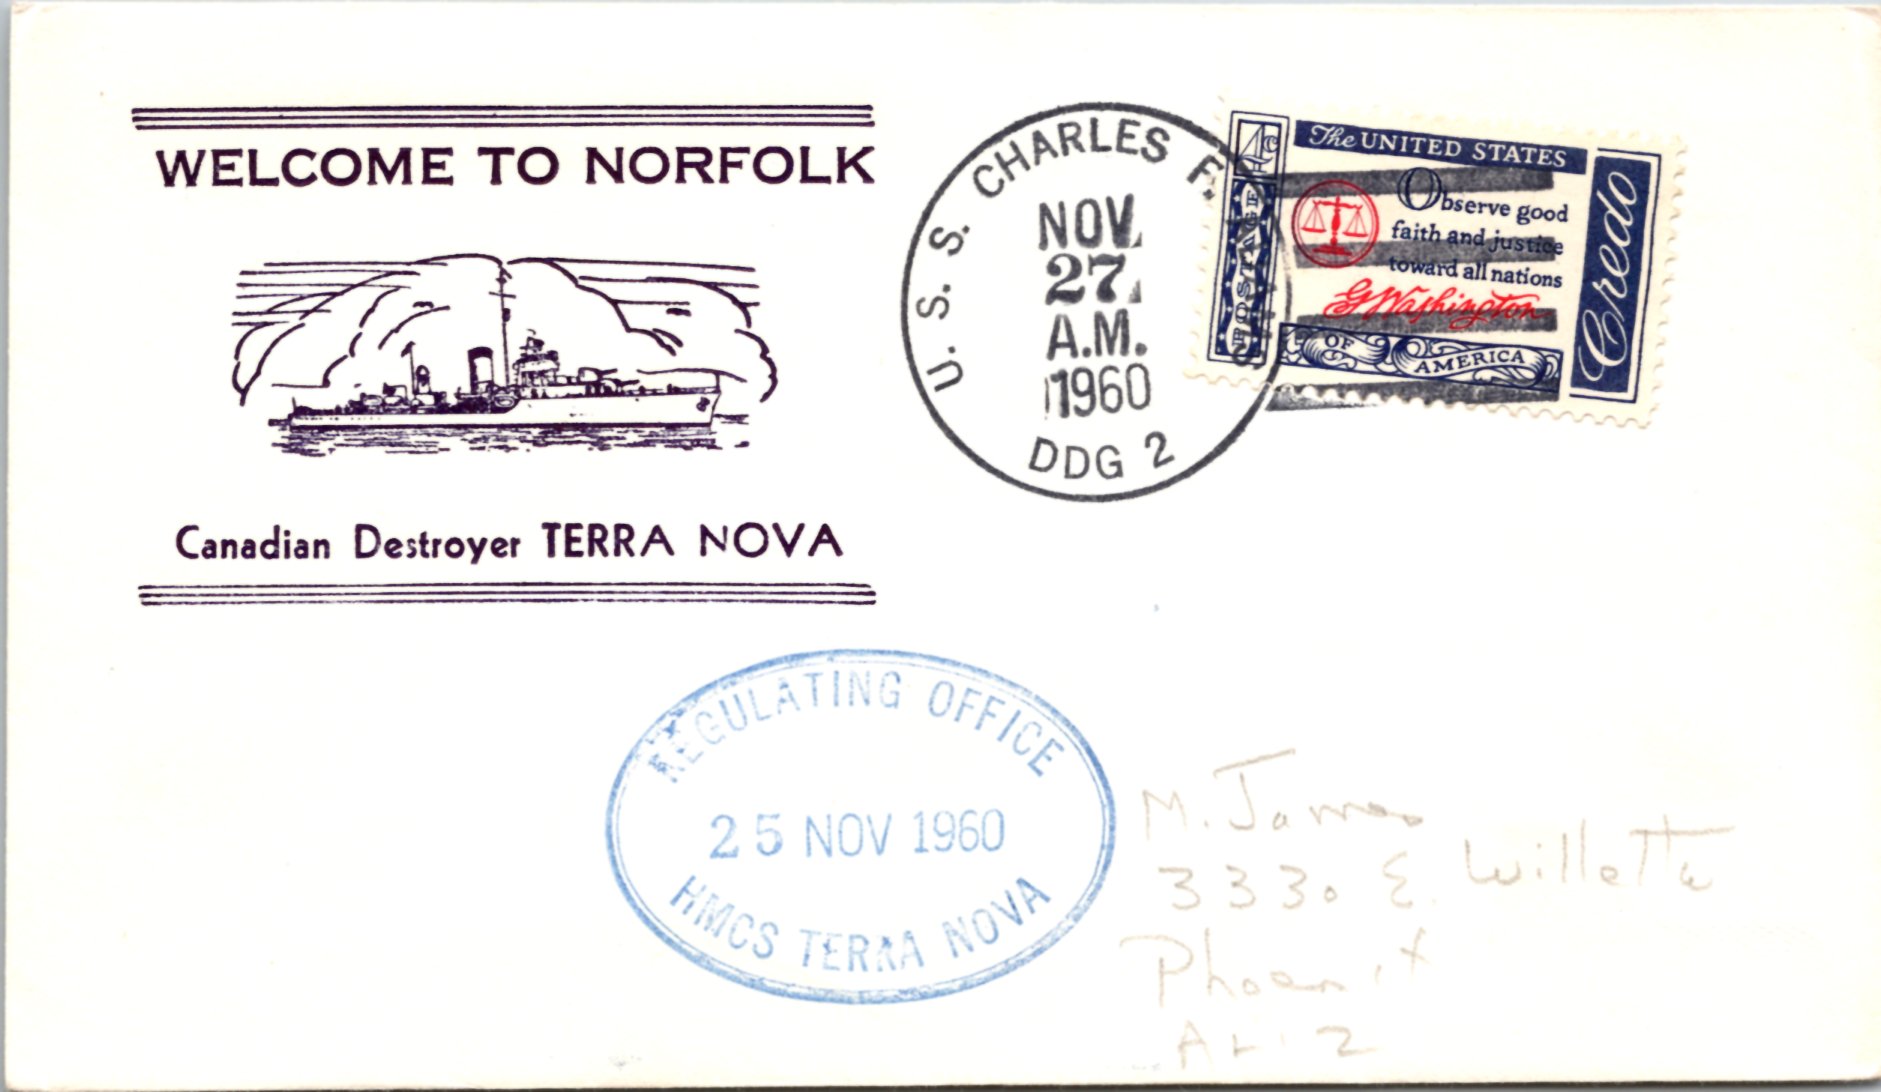 WELCOME TO NORFOLK
Canadian Destroyer TERRA NOVA
U. S. S. CHARLES F.
NOV
27
A.M.
1960
DDG 2
4c
POSTAGE
The UNITED STATES
Observe good
faith and justice
toward all nations
G Washington
OF AMERICA
Credo
REGULATING OFFICE
25 NOV 1960
HMCS TERRA NOVA
M. James
3330 E. Willetta
Phoenix
Ariz